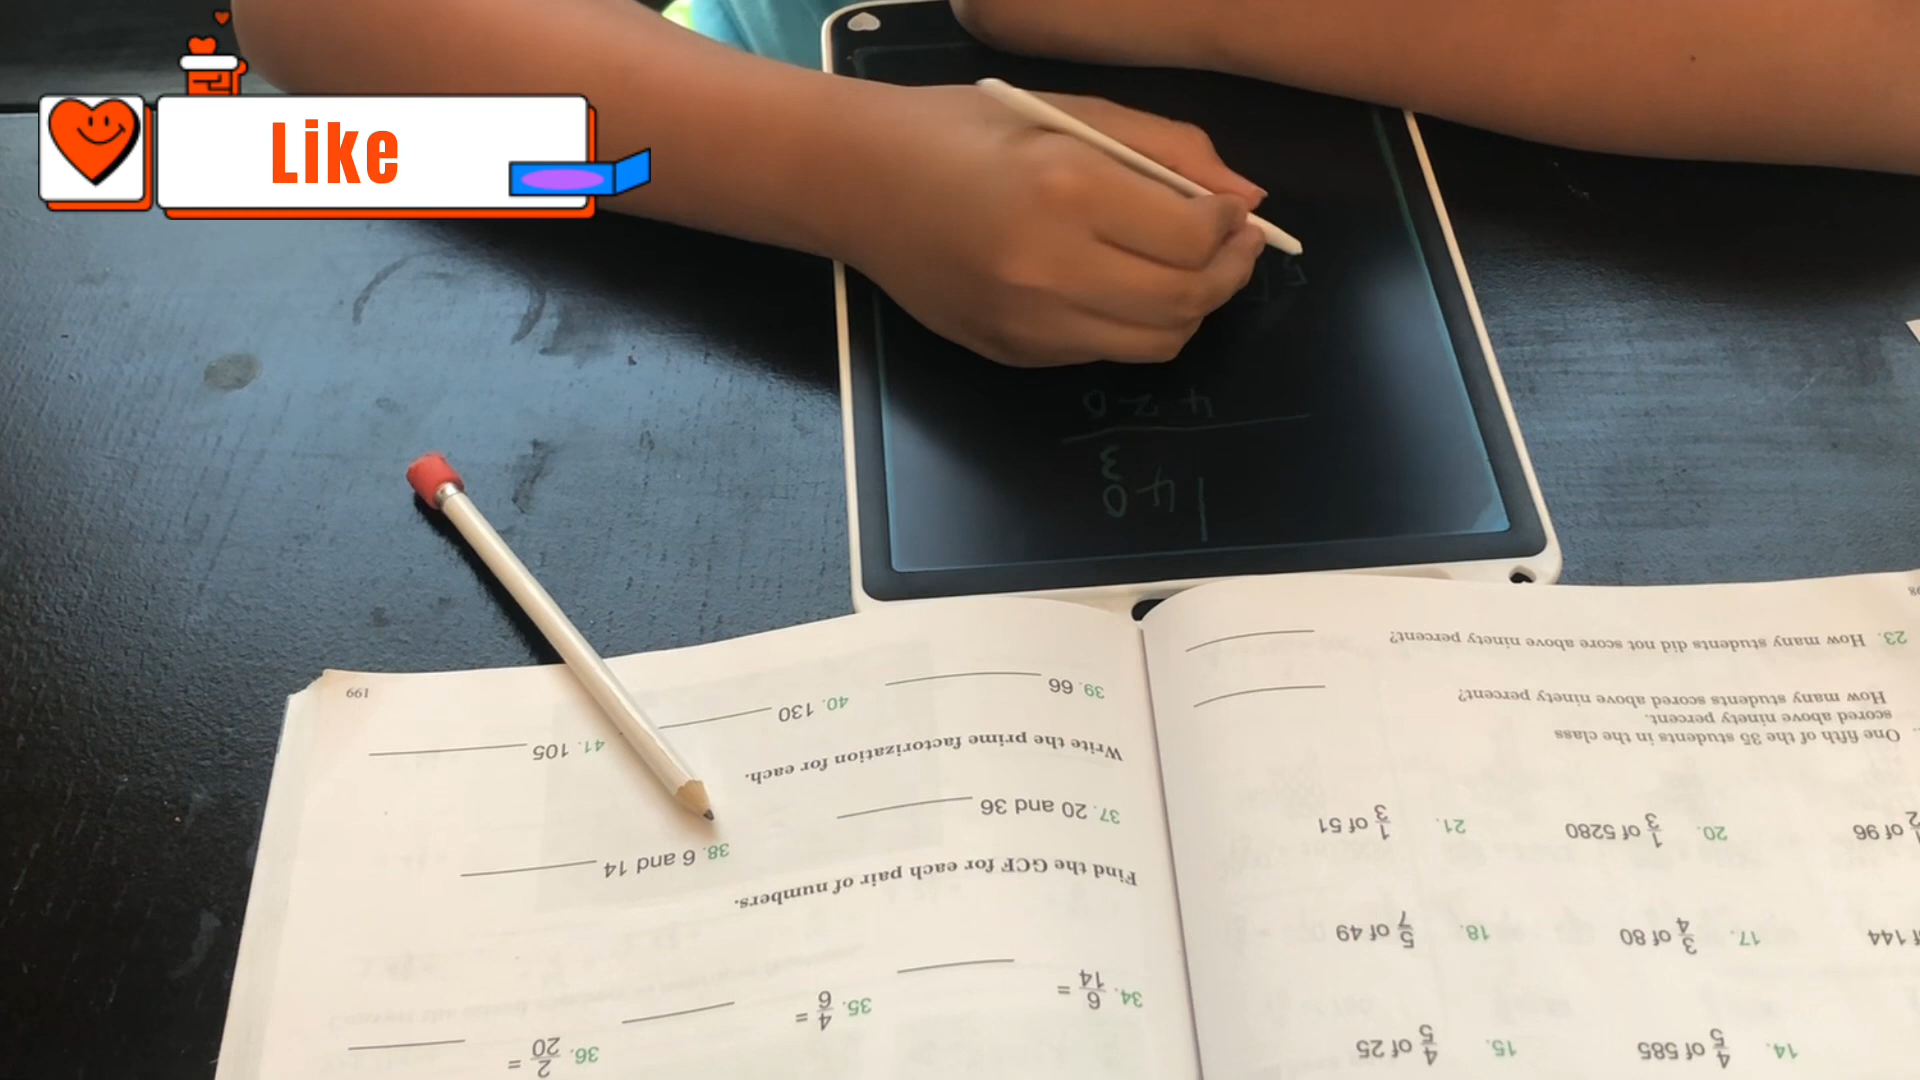 Like
14. 4/5 of 585
15. 4/5 of 25
f 144
17. 3/4 of 80
18. 5/7 of 49
of 96
20. 1/3 of 5280
21. 1/3 of 51
One fifth of the 35 students in the class
scored above ninety percent.
How many students scored above ninety percent?
23. How many students did not score above ninety percent?
34. 6/14 =
35. 4/6 =
36. 2/20 =
Find the GCF for each pair of numbers.
37. 20 and 36
38. 6 and 14
Write the prime factorization for each.
39. 66
40. 130
41. 105
199
140
3
420